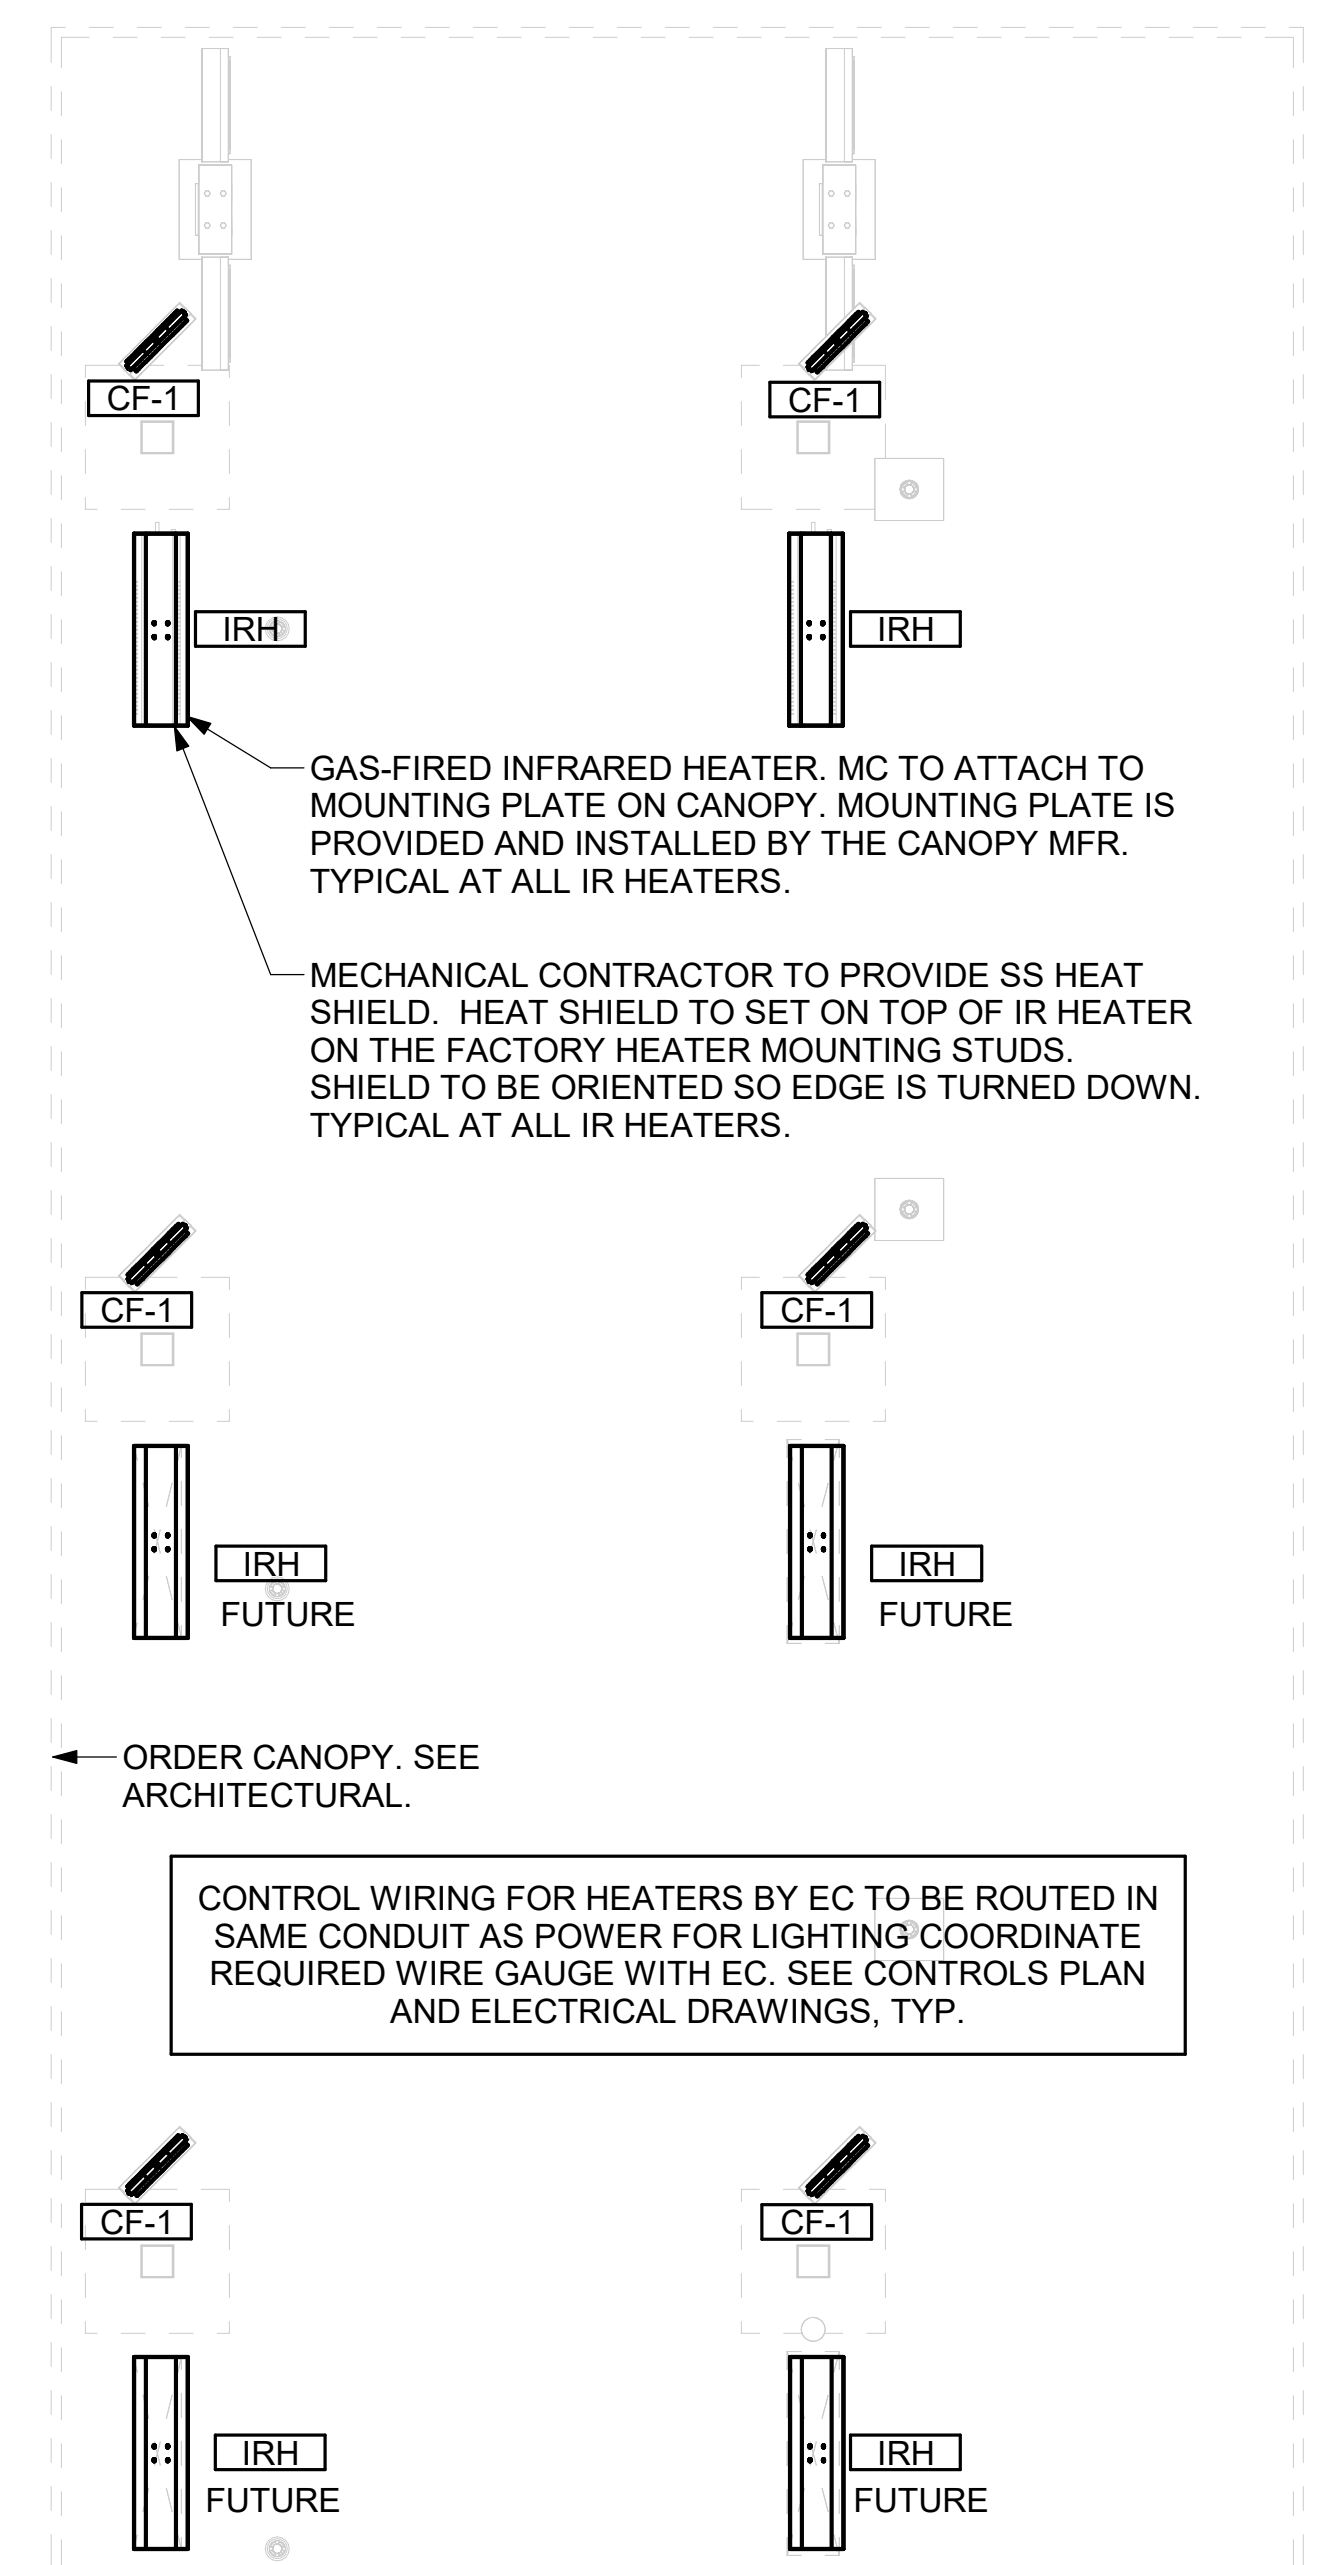 CF-1
CF-1
IRH
IRH
GAS-FIRED INFRARED HEATER. MC TO ATTACH TO
MOUNTING PLATE ON CANOPY. MOUNTING PLATE IS
PROVIDED AND INSTALLED BY THE CANOPY MFR.
TYPICAL AT ALL IR HEATERS.
MECHANICAL CONTRACTOR TO PROVIDE SS HEAT
SHIELD.  HEAT SHIELD TO SET ON TOP OF IR HEATER
ON THE FACTORY HEATER MOUNTING STUDS.
SHIELD TO BE ORIENTED SO EDGE IS TURNED DOWN.
TYPICAL AT ALL IR HEATERS.
CF-1
CF-1
IRH
IRH
FUTURE
FUTURE
ORDER CANOPY. SEE
ARCHITECTURAL.
CONTROL WIRING FOR HEATERS BY EC TO BE ROUTED IN
SAME CONDUIT AS POWER FOR LIGHTING COORDINATE
REQUIRED WIRE GAUGE WITH EC. SEE CONTROLS PLAN
AND ELECTRICAL DRAWINGS, TYP.
CF-1
CF-1
IRH
IRH
FUTURE
FUTURE